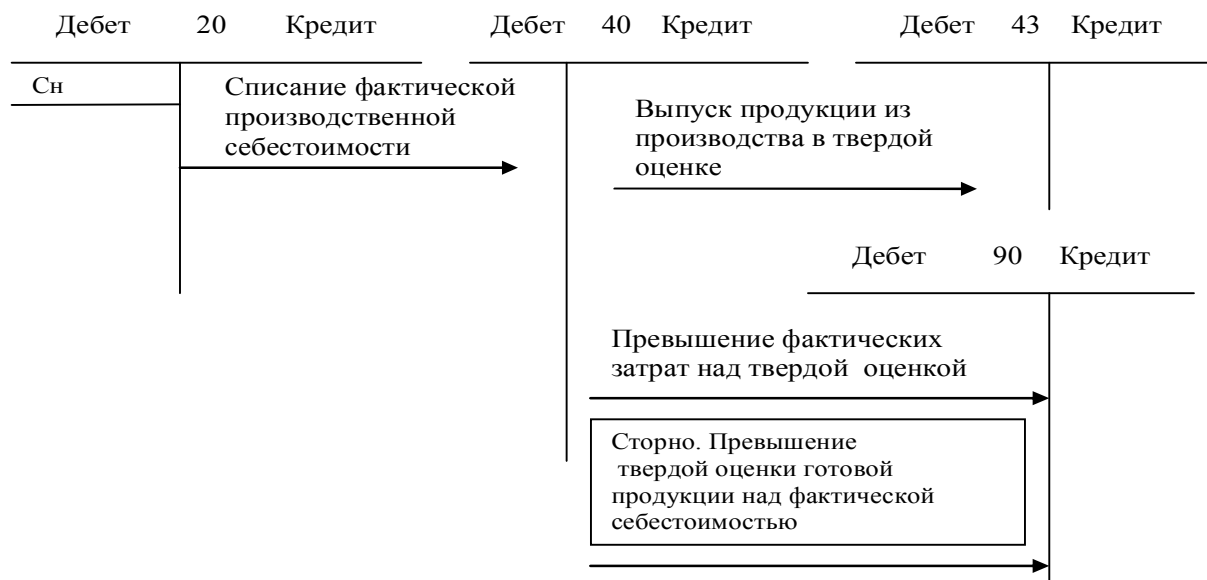 Дебет 20 Кредит
Дебет 40 Кредит
Дебет 43 Кредит
Сн
Списание фактической
производственной
себестоимости
Выпуск продукции из
производства в твердой
оценке
Дебет 90 Кредит
Превышение фактических
затрат над твердой оценкой
Сторно. Превышение
твердой оценки готовой
продукции над фактической
себестоимостью